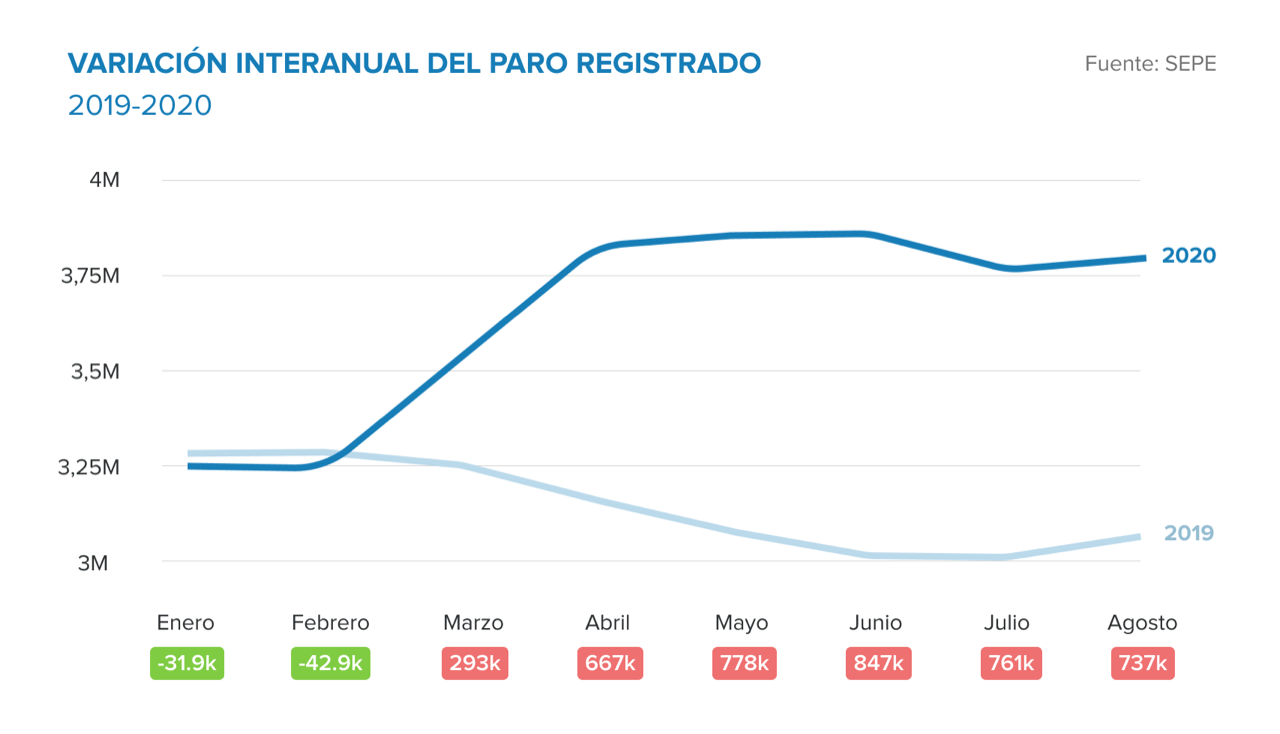 VARIACIÓN INTERANUAL DEL PARO REGISTRADO
Fuente: SEPE
2019-2020
4M
3,75M
3,5M
3,25M
3M
2020
2019
Enero Febrero Marzo Abril Mayo Junio Julio Agosto
-31.9k -42.9k 293k 667k 778k 847k 761k 737k